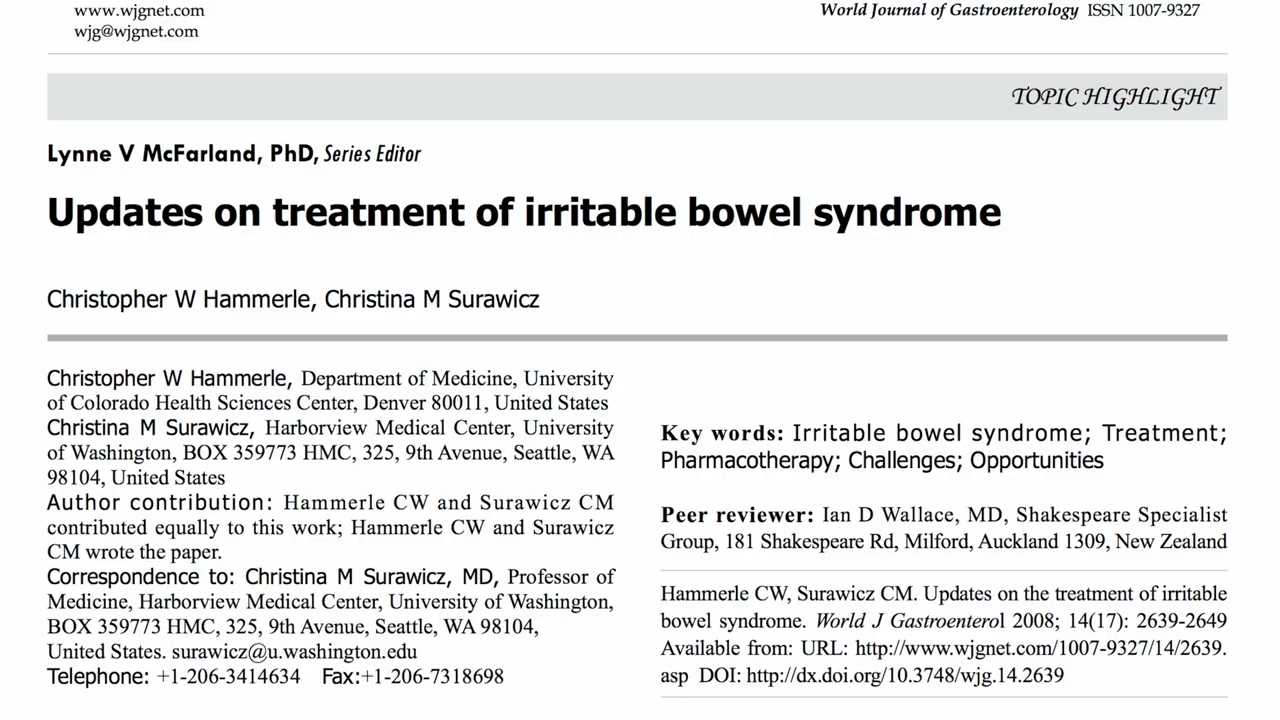 www.wjgnet.com
World Journal of Gastroenterology ISSN 1007-9327
wjg@wjgnet.com
TOPIC HIGHLIGHT
Lynne V McFarland, PhD, Series Editor
Updates on treatment of irritable bowel syndrome
Christopher W Hammerle, Christina M Surawicz
Christopher W Hammerle, Department of Medicine, University
of Colorado Health Sciences Center, Denver 80011, United States
Christina M Surawicz, Harborview Medical Center, University
of Washington, BOX 359773 HMC, 325, 9th Avenue, Seattle, WA
98104, United States
Author contribution: Hammerle CW and Surawicz CM
contributed equally to this work; Hammerle CW and Surawicz
CM wrote the paper.
Correspondence to: Christina M Surawicz, MD, Professor of
Medicine, Harborview Medical Center, University of Washington,
BOX 359773 HMC, 325, 9th Avenue, Seattle, WA 98104,
United States. surawicz@u.washington.edu
Telephone: +1-206-3414634 Fax:+1-206-7318698
Key words: Irritable bowel syndrome; Treatment;
Pharmacotherapy; Challenges; Opportunities
Peer reviewer: Ian D Wallace, MD, Shakespeare Specialist
Group, 181 Shakespeare Rd, Milford, Auckland 1309, New Zealand
Hammerle CW, Surawicz CM. Updates on the treatment of irritable
bowel syndrome. World J Gastroenterol 2008; 14(17): 2639-2649
Available from: URL: http://www.wjgnet.com/1007-9327/14/2639.
asp DOI: http://dx.doi.org/10.3748/wjg.14.2639